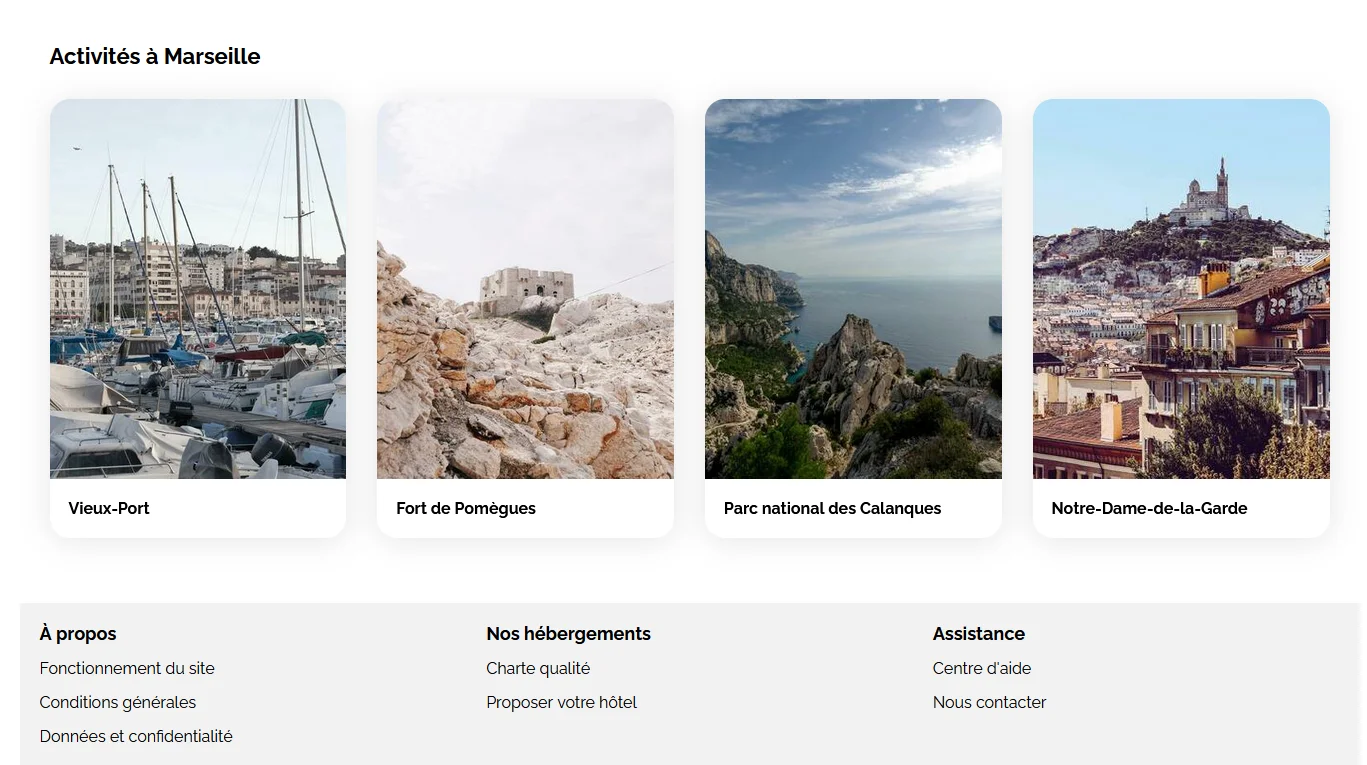 Activités à Marseille
Vieux-Port
Fort de Pomègues
Parc national des Calanques
Notre-Dame-de-la-Garde
À propos
Fonctionnement du site
Conditions générales
Données et confidentialité
Nos hébergements
Charte qualité
Proposer votre hôtel
Assistance
Centre d'aide
Nous contacter